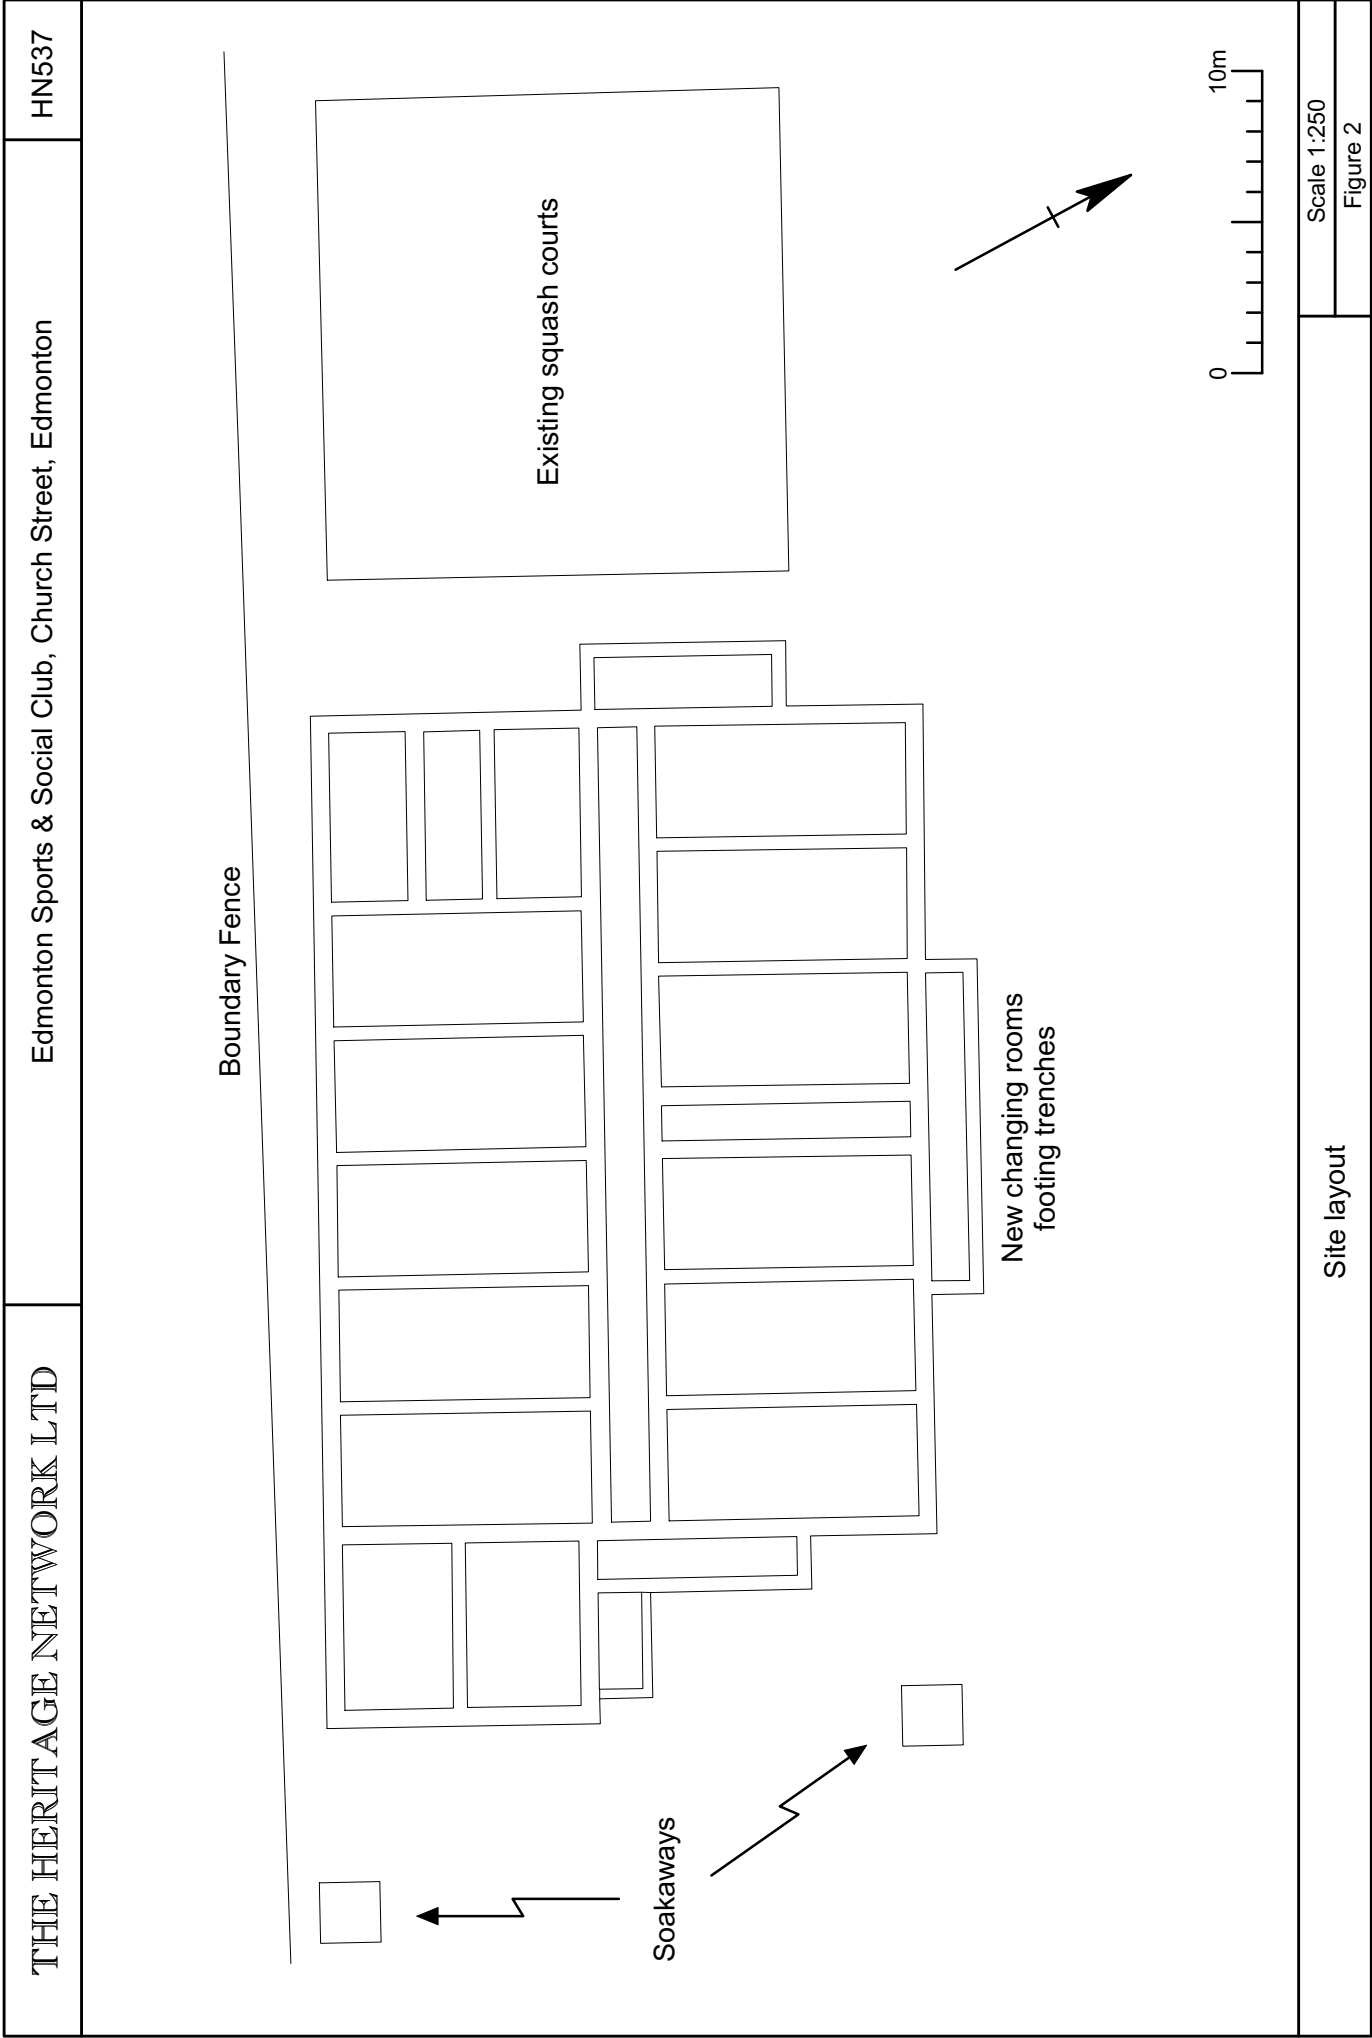 THE HERITAGE NETWORK LTD
Edmonton Sports & Social Club, Church Street, Edmonton
HN537
Boundary Fence
Existing squash courts
Soakaways
New changing rooms
footing trenches
0
10m
Site layout
Scale 1:250
Figure 2